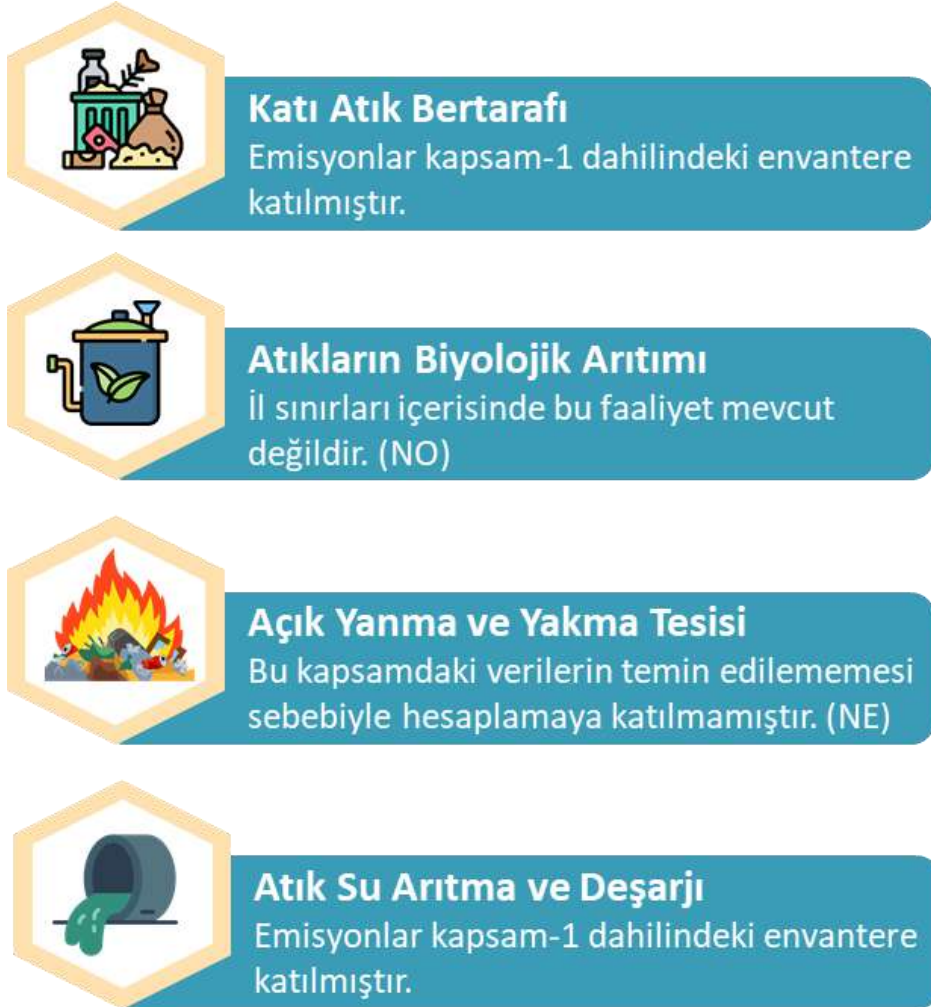 Katı Atık Bertarafı
Emisyonlar kapsam-1 dahilindeki envantere
katılmıştır.
Atıkların Biyolojik Arıtımı
İl sınırları içerisinde bu faaliyet mevcut
değildir. (NO)
Açık Yanma ve Yakma Tesisi
Bu kapsamdaki verilerin temin edilememesi
sebebiyle hesaplamaya katılmamıştır. (NE)
Atık Su Arıtma ve Deşarjı
Emisyonlar kapsam-1 dahilindeki envantere
katılmıştır.